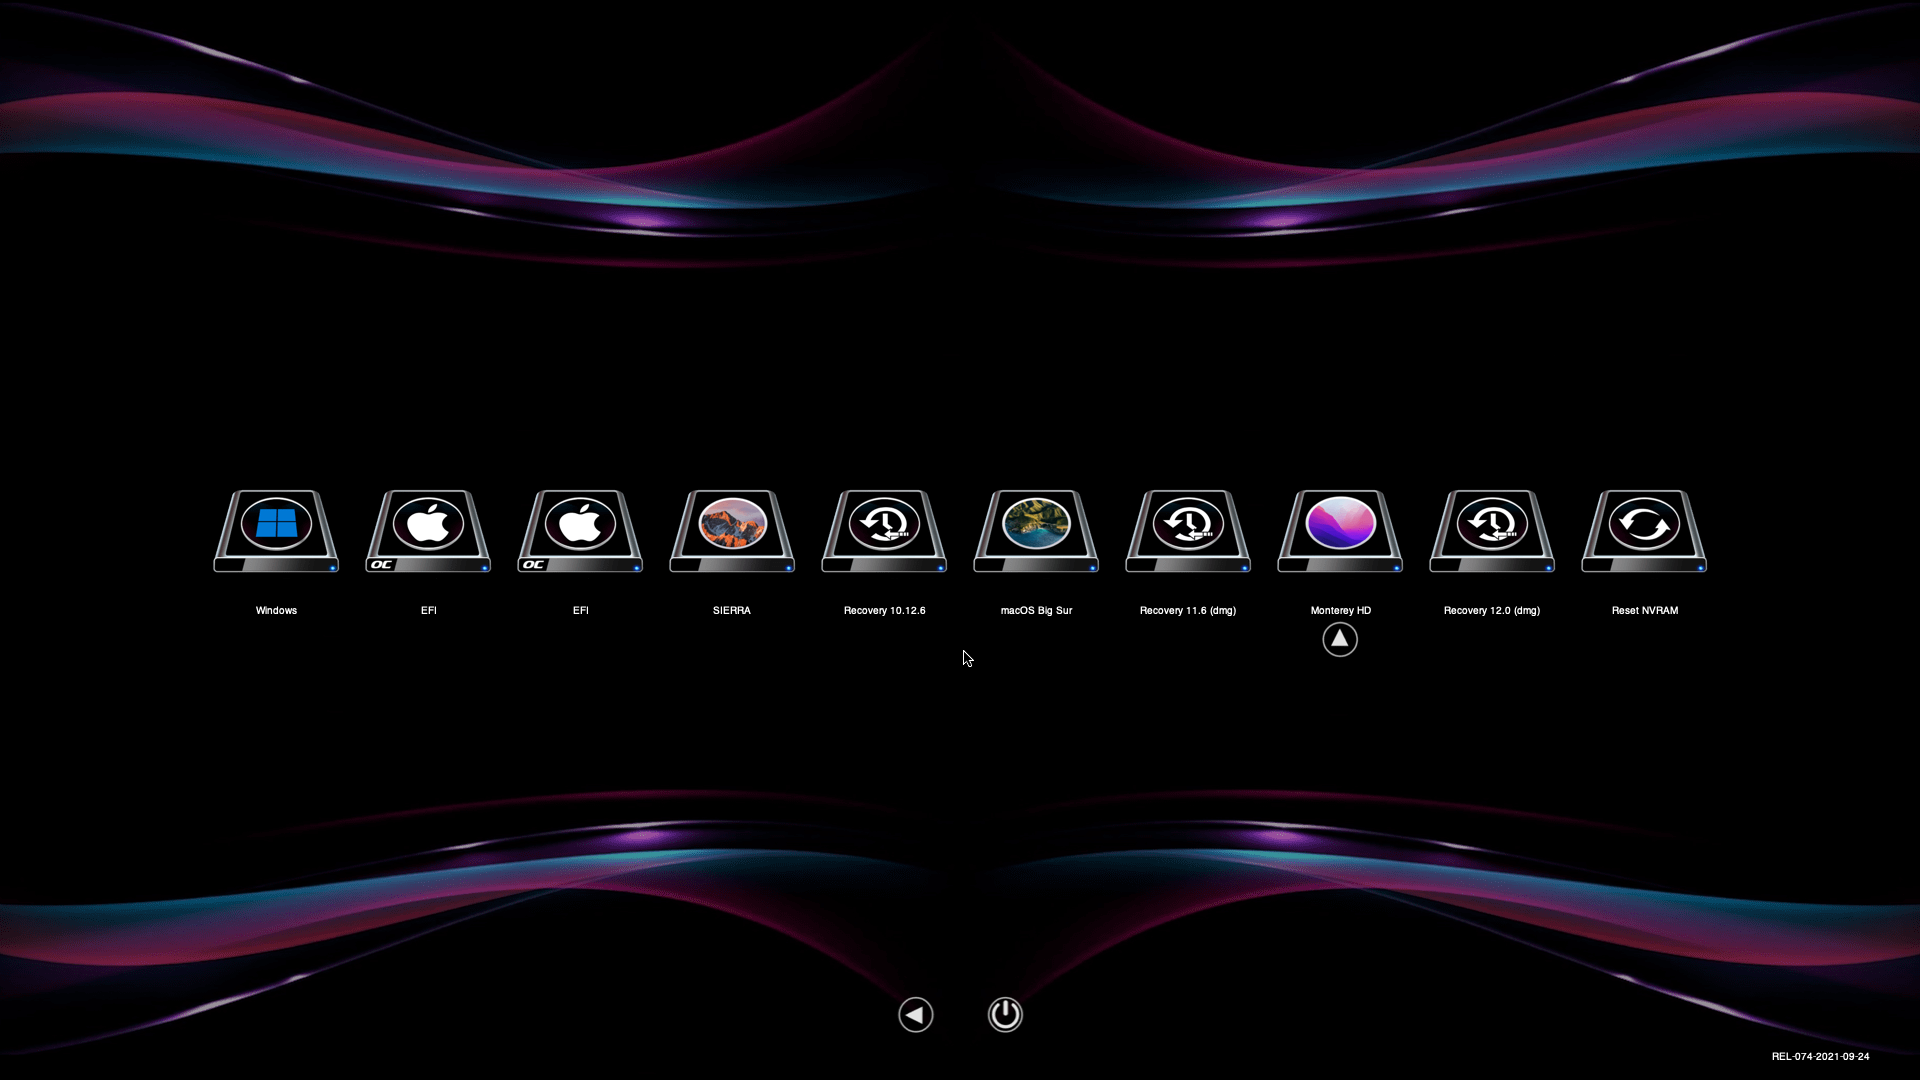 OC
OC
Windows
EFI
EFI
SIERRA
Recovery 10.12.6
macOS Big Sur
Recovery 11.6 (dmg)
Monterey HD
Recovery 12.0 (dmg)
Reset NVRAM
REL-074-2021-09-24